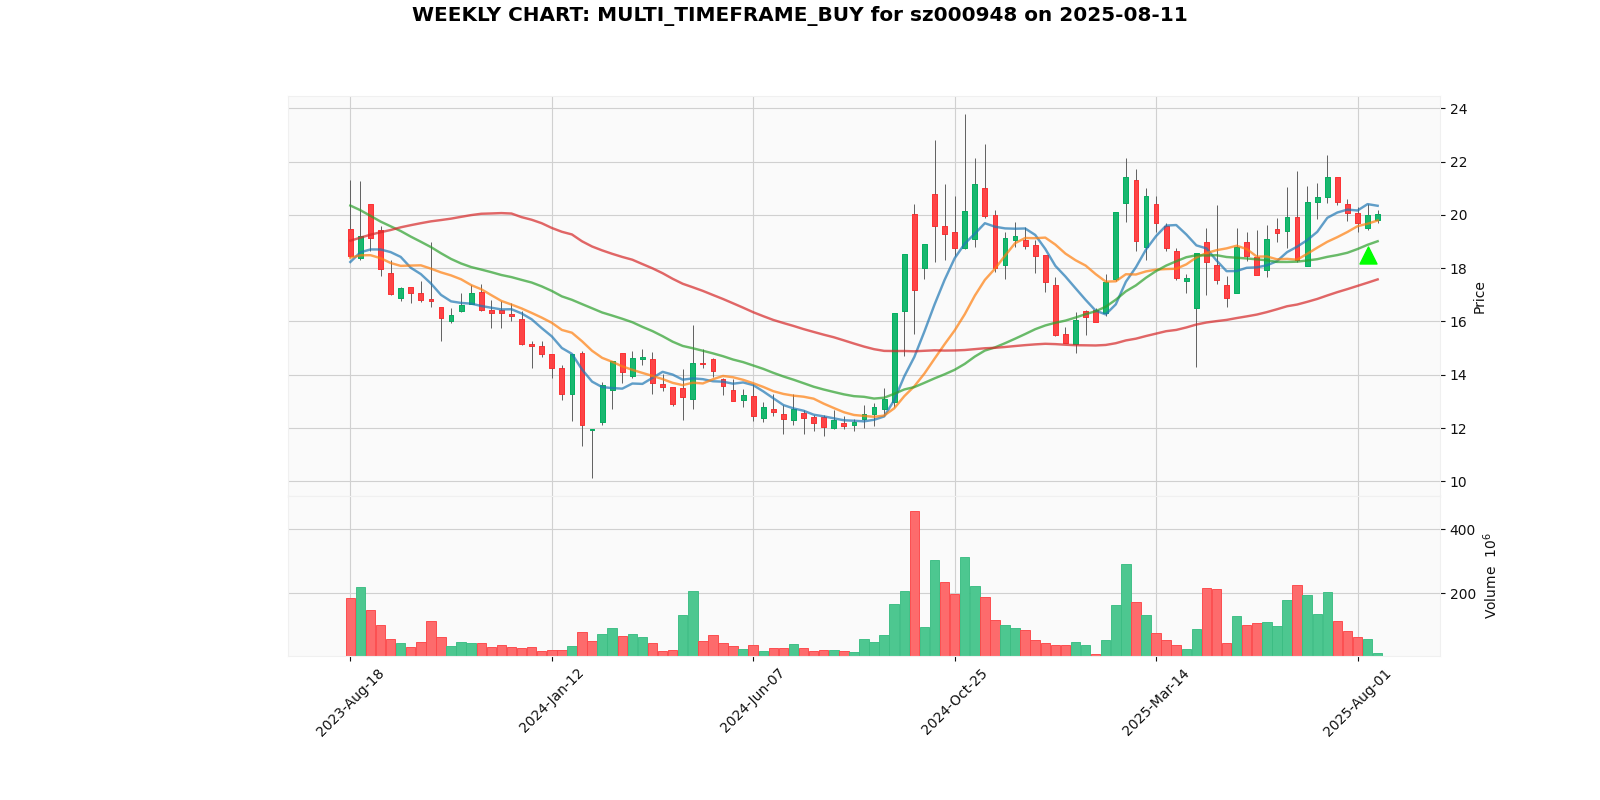 WEEKLY CHART: MULTI_TIMEFRAME_BUY for sz000948 on 2025-08-11
24
22
20
18
16
14
12
10
Price
400
200
Volume 10⁶
2023-Aug-18
2024-Jan-12
2024-Jun-07
2024-Oct-25
2025-Mar-14
2025-Aug-01